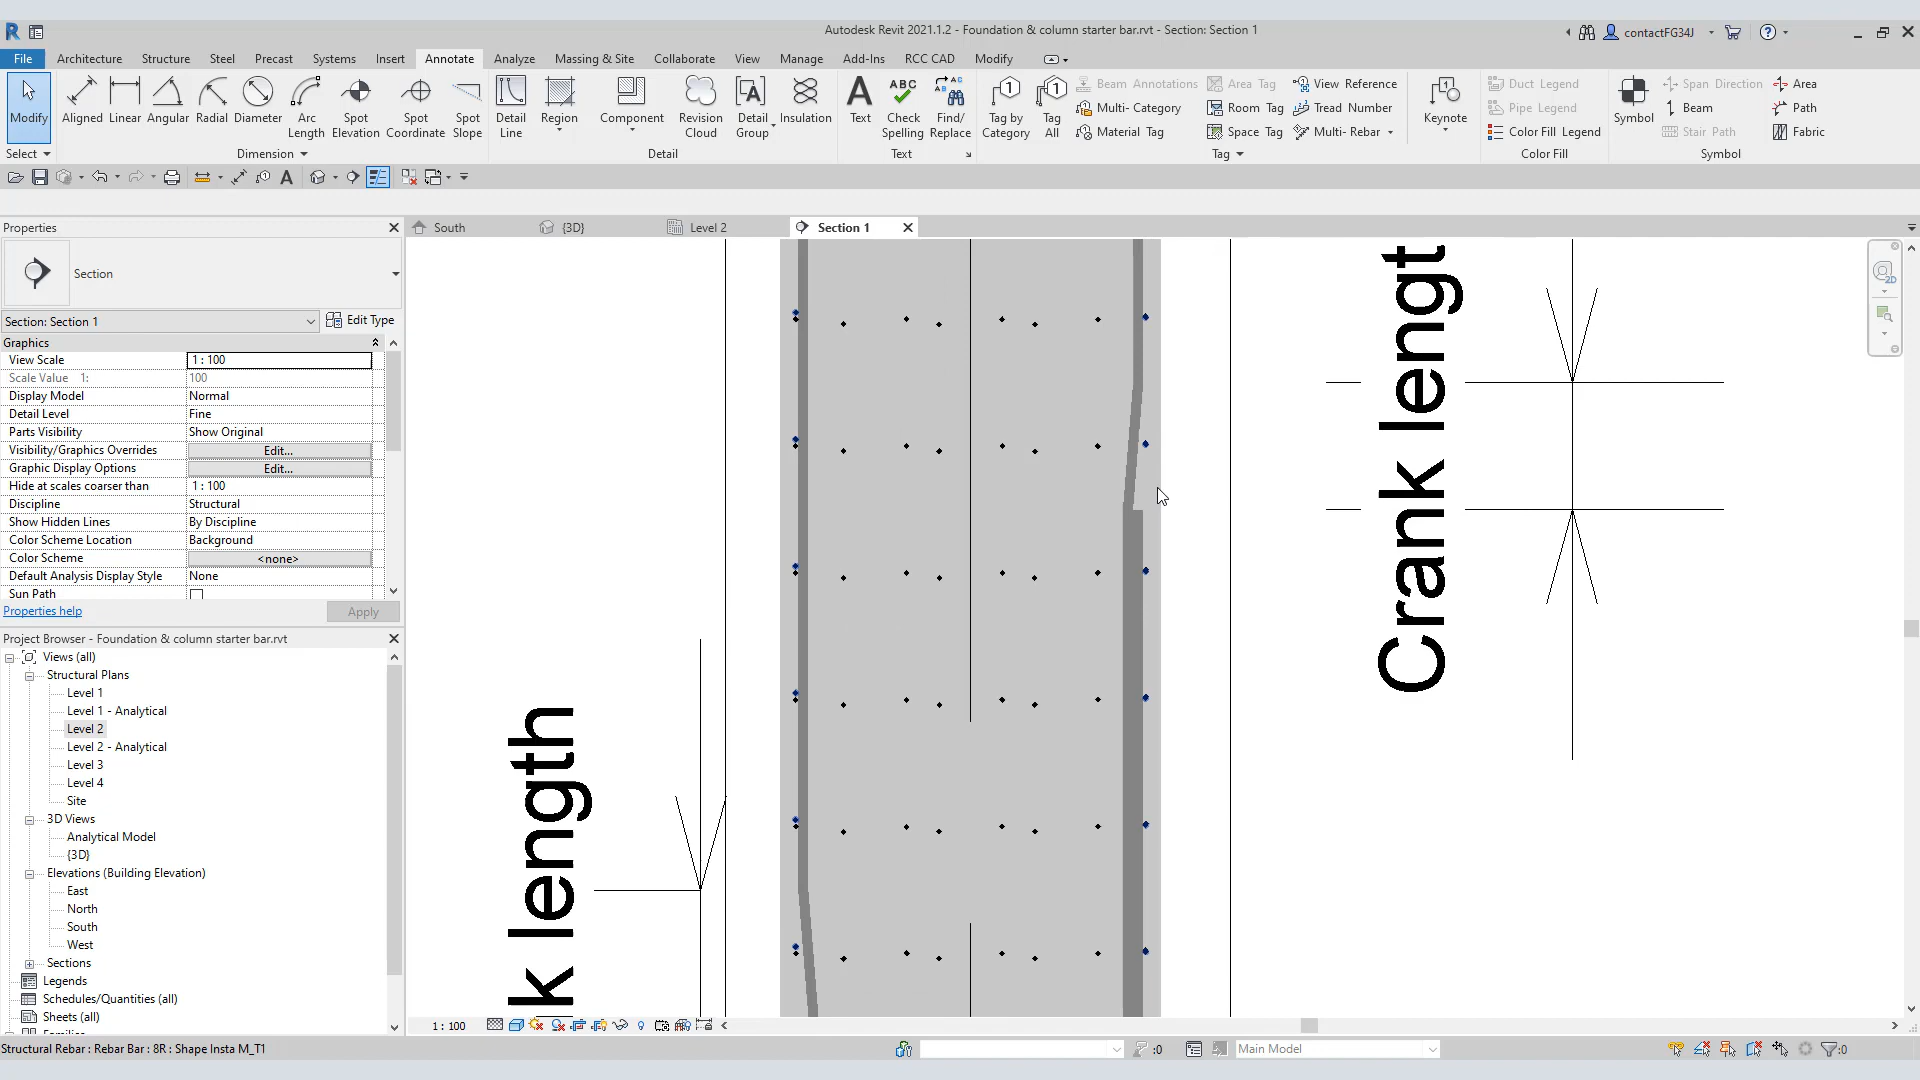 Autodesk Revit 2021.1.2 - Foundation & column starter bar.rvt - Section: Section 1
contactFG34J
File Architecture Structure Steel Precast Systems Insert Annotate Analyze Massing & Site Collaborate View Manage Add-Ins RCC CAD Modify
Modify
Aligned Linear Angular Radial Diameter Arc Length Spot Elevation Spot Coordinate Spot Slope
Detail Line Region Component Revision Cloud Detail Group Insulation
Text Check Spelling Find/ Replace
Tag by Category Tag All
Beam Annotations Area Tag View Reference
Multi- Category Room Tag Tread Number
Material Tag Space Tag Multi- Rebar
Keynote
Duct Legend
Pipe Legend
Color Fill Legend
Symbol
Span Direction Area
Beam Path
Stair Path Fabric
Select Dimension Detail Text Tag Color Fill Symbol
Properties
South {3D} Level 2 Section 1
Section
Section: Section 1 Edit Type
Graphics
View Scale 1 : 100
Scale Value 1: 100
Display Model Normal
Detail Level Fine
Parts Visibility Show Original
Visibility/Graphics Overrides Edit...
Graphic Display Options Edit...
Hide at scales coarser than 1 : 100
Discipline Structural
Show Hidden Lines By Discipline
Color Scheme Location Background
Color Scheme <none>
Default Analysis Display Style None
Sun Path
Properties help Apply
Project Browser - Foundation & column starter bar.rvt
Views (all)
Structural Plans
Level 1
Level 1 - Analytical
Level 2
Level 2 - Analytical
Level 3
Level 4
Site
3D Views
Analytical Model
{3D}
Elevations (Building Elevation)
East
North
South
West
Sections
Legends
Schedules/Quantities (all)
Sheets (all)
k length
Crank lengt
1 : 100
Structural Rebar : Rebar Bar : 8R : Shape Insta M_T1
:0
Main Model
:0